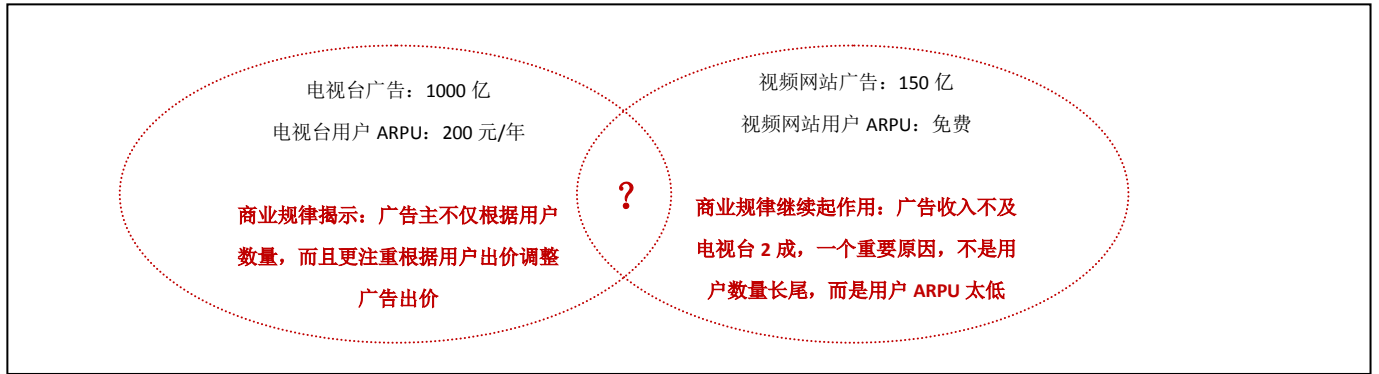 电视台广告：1000 亿
电视台用户 ARPU：200 元/年
商业规律揭示：广告主不仅根据用户
数量，而且更注重根据用户出价调整
广告出价
？
视频网站广告：150 亿
视频网站用户 ARPU：免费
商业规律继续起作用：广告收入不及
电视台 2 成，一个重要原因，不是用
户数量长尾，而是用户 ARPU 太低